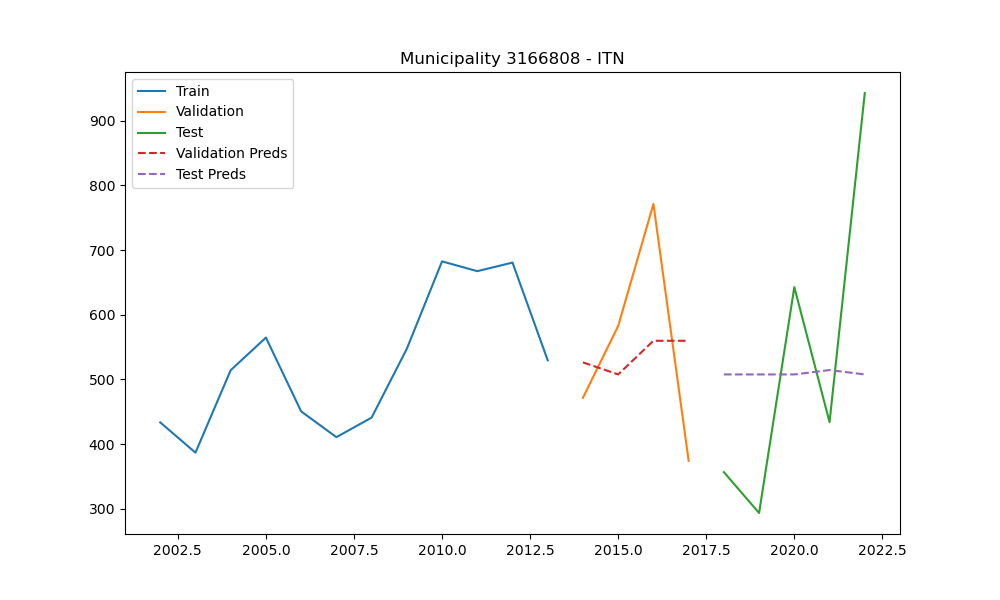 Municipality 3166808 - ITN
Train
Validation
Test
Validation Preds
Test Preds
900
800
700
600
500
400
300
2002.5 2005.0 2007.5 2010.0 2012.5 2015.0 2017.5 2020.0 2022.5